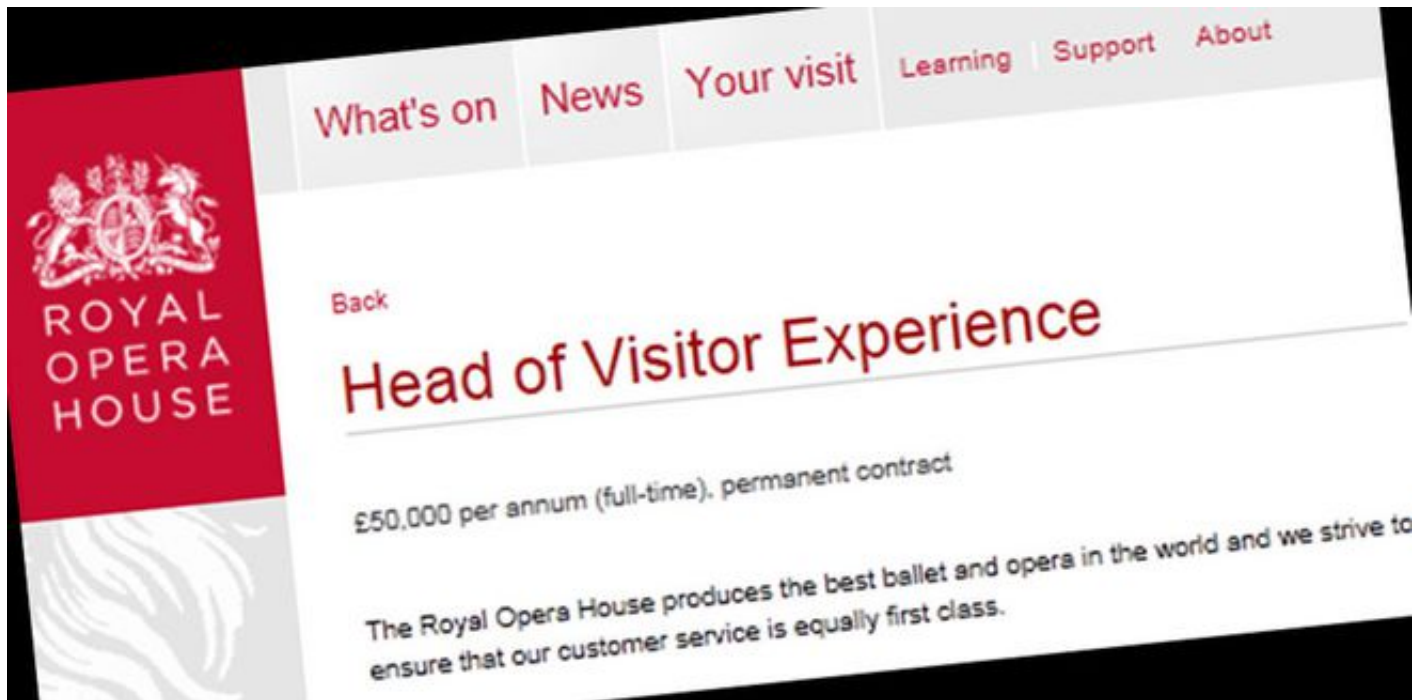 What's on News Your visit Learning Support About
ROYAL
OPERA
HOUSE
Back
Head of Visitor Experience
£50,000 per annum (full-time), permanent contract
The Royal Opera House produces the best ballet and opera in the world and we strive to
ensure that our customer service is equally first class.